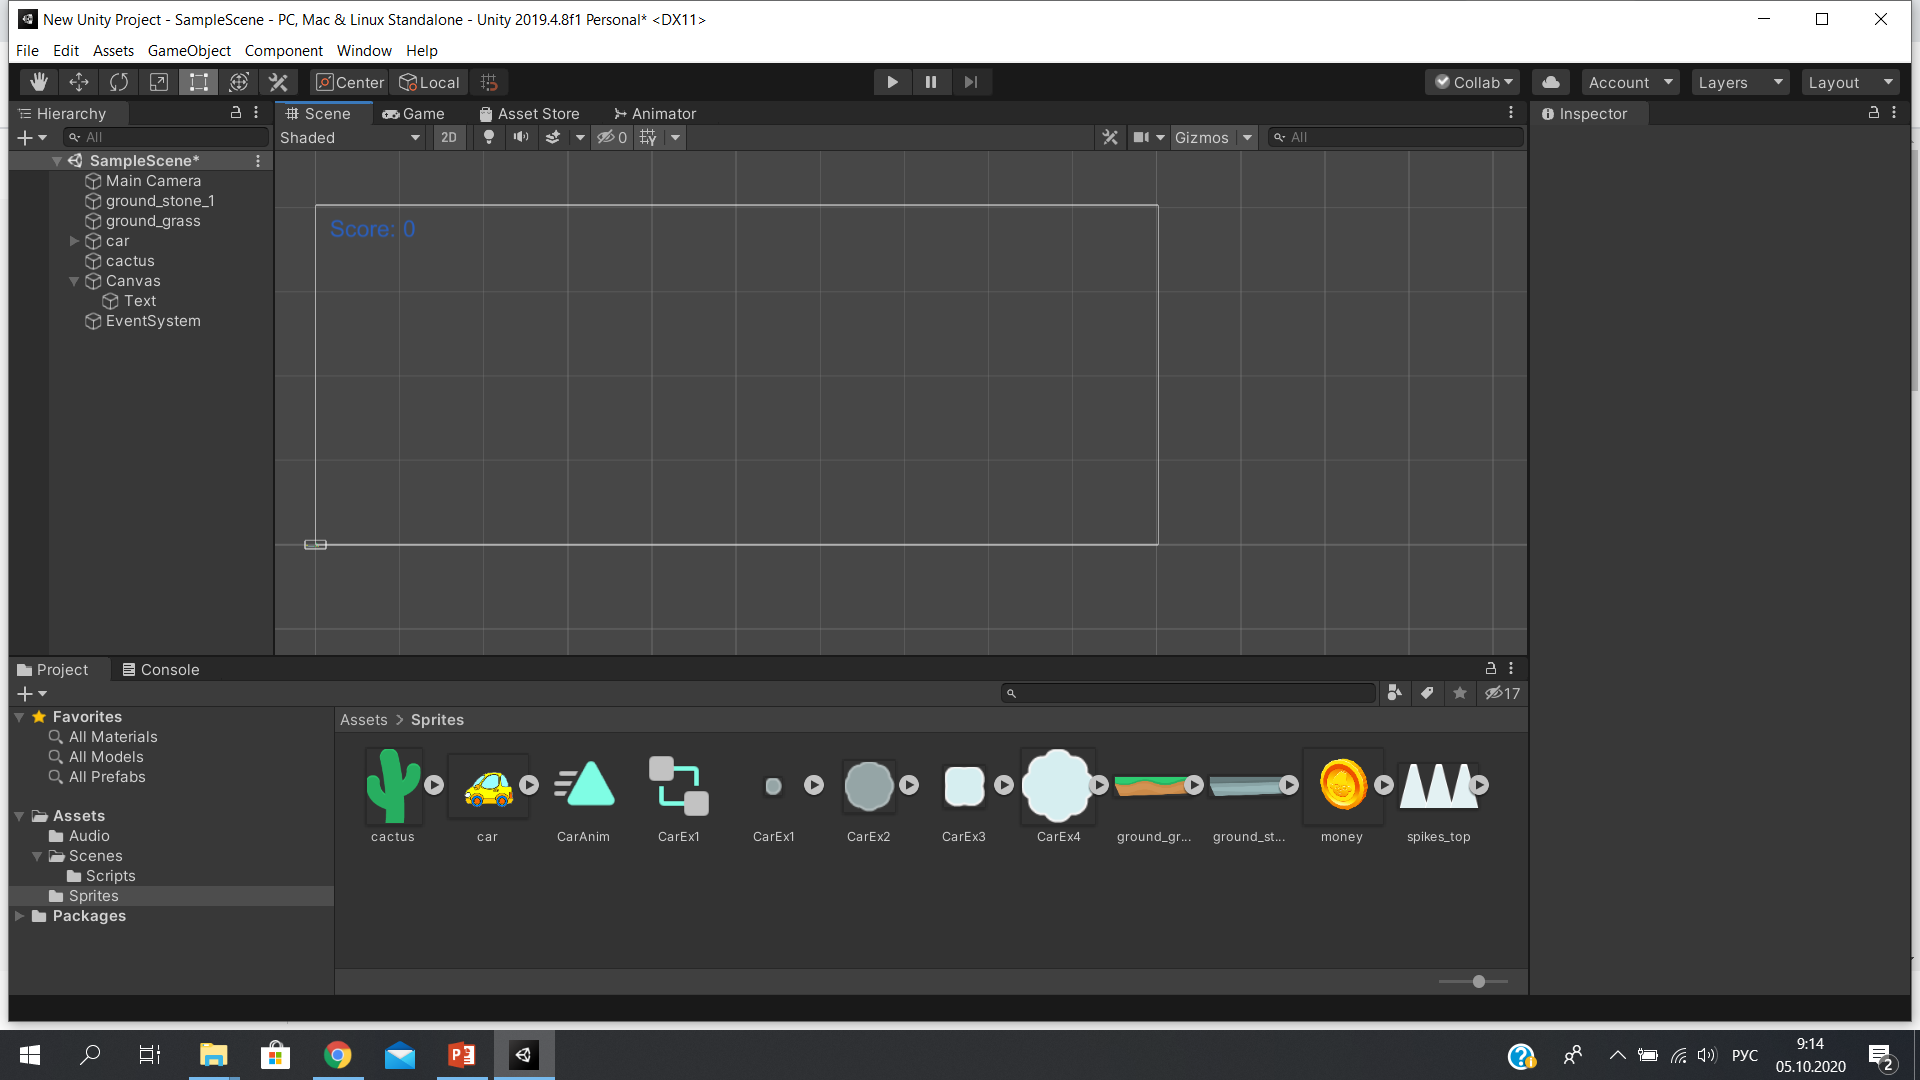 New Unity Project - SampleScene - PC, Mac & Linux Standalone - Unity 2019.4.8f1 Personal* <DX11>
File Edit Assets GameObject Component Window Help
Center Local Collab Account Layers Layout
Hierarchy
All
SampleScene*
Main Camera
ground_stone_1
ground_grass
car
cactus
Canvas
Text
EventSystem
Scene Game Asset Store Animator
Shaded 2D 0 Gizmos All
Score: 0
Inspector
Project Console
17
Favorites
All Materials
All Models
All Prefabs
Assets
Audio
Scenes
Scripts
Sprites
Packages
Assets > Sprites
cactus car CarAnim CarEx1 CarEx1 CarEx2 CarEx3 CarEx4 ground_gr... ground_st... money spikes_top
РУС
9:14
05.10.2020
2